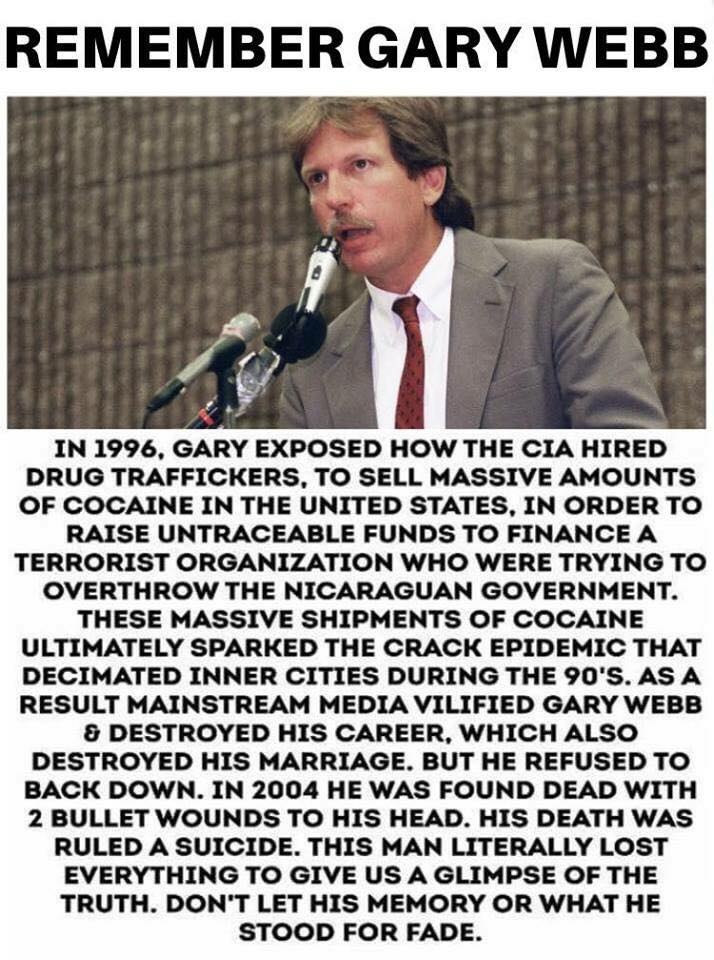 REMEMBER GARY WEBB
IN 1996, GARY EXPOSED HOW THE CIA HIRED
DRUG TRAFFICKERS, TO SELL MASSIVE AMOUNTS
OF COCAINE IN THE UNITED STATES, IN ORDER TO
RAISE UNTRACEABLE FUNDS TO FINANCE A
TERRORIST ORGANIZATION WHO WERE TRYING TO
OVERTHROW THE NICARAGUAN GOVERNMENT.
THESE MASSIVE SHIPMENTS OF COCAINE
ULTIMATELY SPARKED THE CRACK EPIDEMIC THAT
DECIMATED INNER CITIES DURING THE 90'S. AS A
RESULT MAINSTREAM MEDIA VILIFIED GARY WEBB
& DESTROYED HIS CAREER, WHICH ALSO
DESTROYED HIS MARRIAGE. BUT HE REFUSED TO
BACK DOWN. IN 2004 HE WAS FOUND DEAD WITH
2 BULLET WOUNDS TO HIS HEAD. HIS DEATH WAS
RULED A SUICIDE. THIS MAN LITERALLY LOST
EVERYTHING TO GIVE US A GLIMPSE OF THE
TRUTH. DON'T LET HIS MEMORY OR WHAT HE
STOOD FOR FADE.